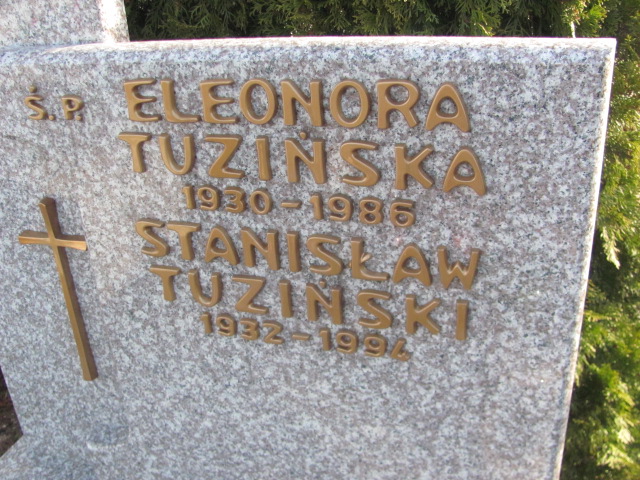 Ś. P. ELEONORA
TUZIŃSKA
1930-1986
STANISŁAW
TUZIŃSKI
1932-1994